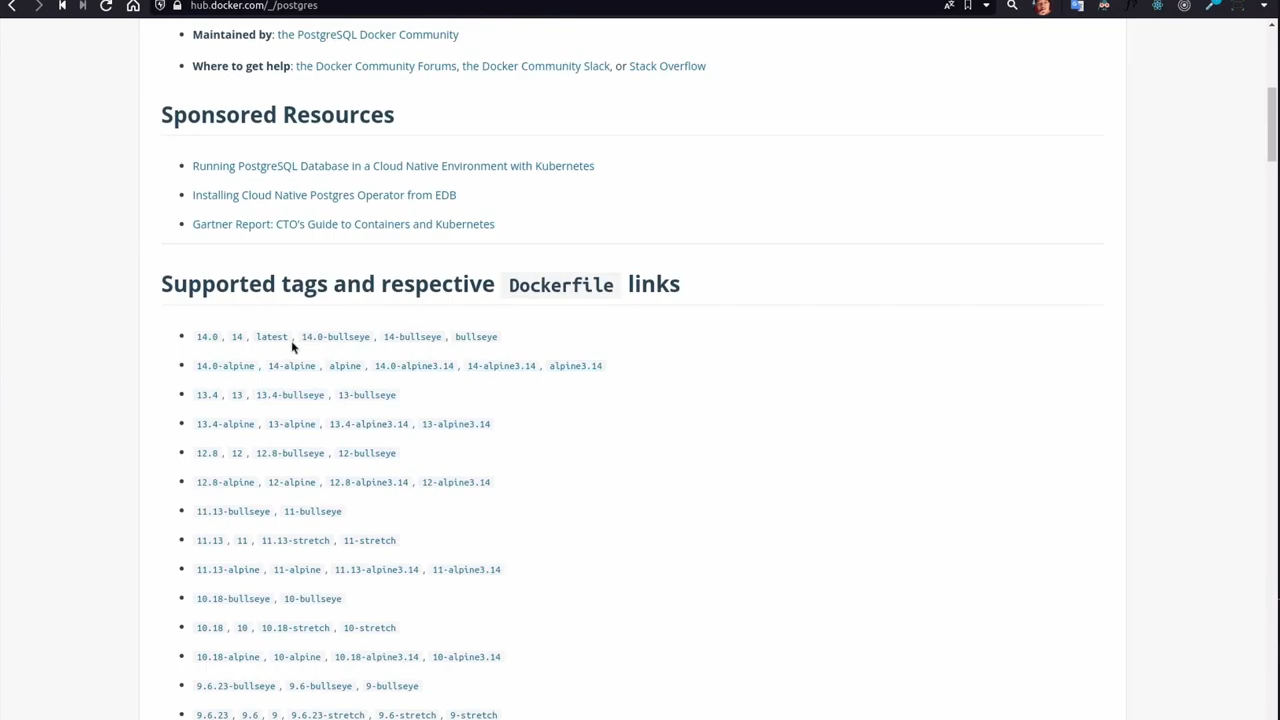 hub.docker.com/_/postgres
Maintained by: the PostgreSQL Docker Community
Where to get help: the Docker Community Forums, the Docker Community Slack, or Stack Overflow
Sponsored Resources
Running PostgreSQL Database in a Cloud Native Environment with Kubernetes
Installing Cloud Native Postgres Operator from EDB
Gartner Report: CTO's Guide to Containers and Kubernetes
Supported tags and respective Dockerfile links
14.0, 14, latest, 14.0-bullseye, 14-bullseye, bullseye
14.0-alpine, 14-alpine, alpine, 14.0-alpine3.14, 14-alpine3.14, alpine3.14
13.4, 13, 13.4-bullseye, 13-bullseye
13.4-alpine, 13-alpine, 13.4-alpine3.14, 13-alpine3.14
12.8, 12, 12.8-bullseye, 12-bullseye
12.8-alpine, 12-alpine, 12.8-alpine3.14, 12-alpine3.14
11.13-bullseye, 11-bullseye
11.13, 11, 11.13-stretch, 11-stretch
11.13-alpine, 11-alpine, 11.13-alpine3.14, 11-alpine3.14
10.18-bullseye, 10-bullseye
10.18, 10, 10.18-stretch, 10-stretch
10.18-alpine, 10-alpine, 10.18-alpine3.14, 10-alpine3.14
9.6.23-bullseye, 9.6-bullseye, 9-bullseye
9.6.23, 9.6, 9, 9.6.23-stretch, 9.6-stretch, 9-stretch